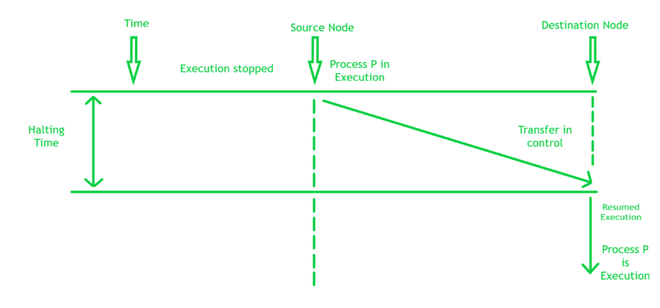 Time
Source Node
Destination Node
Execution stopped
Process P in
Execution
Halting
Time
Transfer in
control
Resumed
Execution
Process P
is
Execution